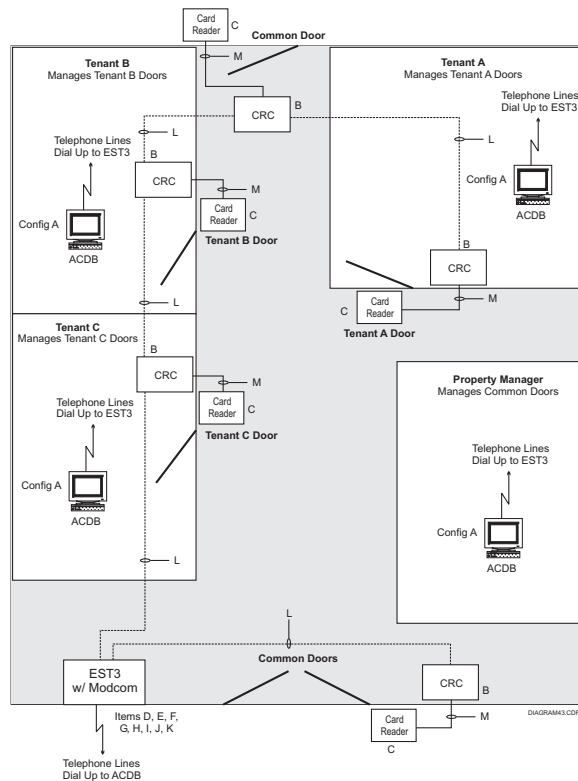 Card
Reader
C
Common Door
M
Tenant B
Manages Tenant B Doors
Tenant A
Manages Tenant A Doors
B
CRC
L
Telephone Lines
Dial Up to EST3
B
CRC
M
Config A
ACDB
Card
Reader
C
Tenant B Door
L
L
Telephone Lines
Dial Up to EST3
Config A
ACDB
B
CRC
M
C
Card
Reader
Tenant A Door
Tenant C
Manages Tenant C Doors
B
CRC
M
Card
Reader
C
Tenant C Door
Telephone Lines
Dial Up to EST3
Config A
ACDB
L
Property Manager
Manages Common Doors
Telephone Lines
Dial Up to EST3
Config A
ACDB
L
Common Doors
EST3
w/ Modcom
Items D, E, F,
G, H, I, J, K
Telephone Lines
Dial Up to ACDB
CRC
B
M
Card
Reader
C
DIAGRAM43.CDR